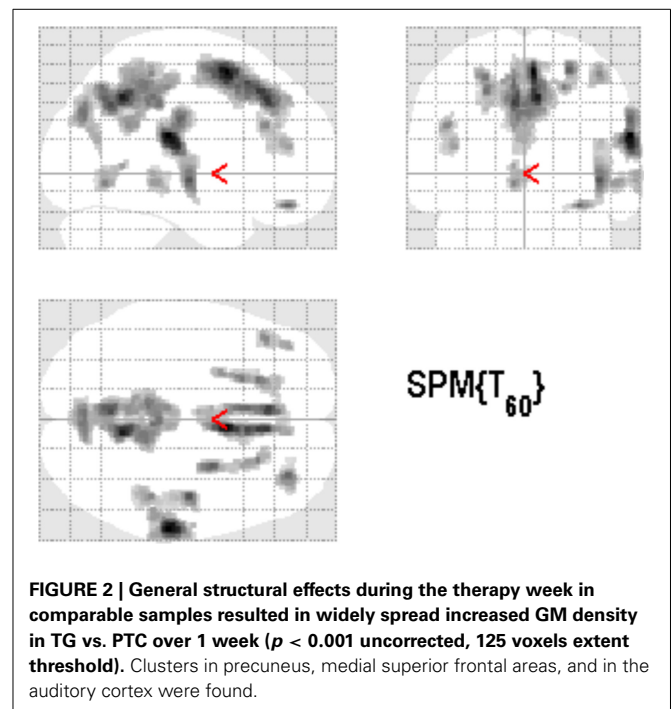 SPM{T60}
FIGURE 2 | General structural effects during the therapy week in
comparable samples resulted in widely spread increased GM density
in TG vs. PTC over 1 week (p < 0.001 uncorrected, 125 voxels extent
threshold). Clusters in precuneus, medial superior frontal areas, and in the
auditory cortex were found.